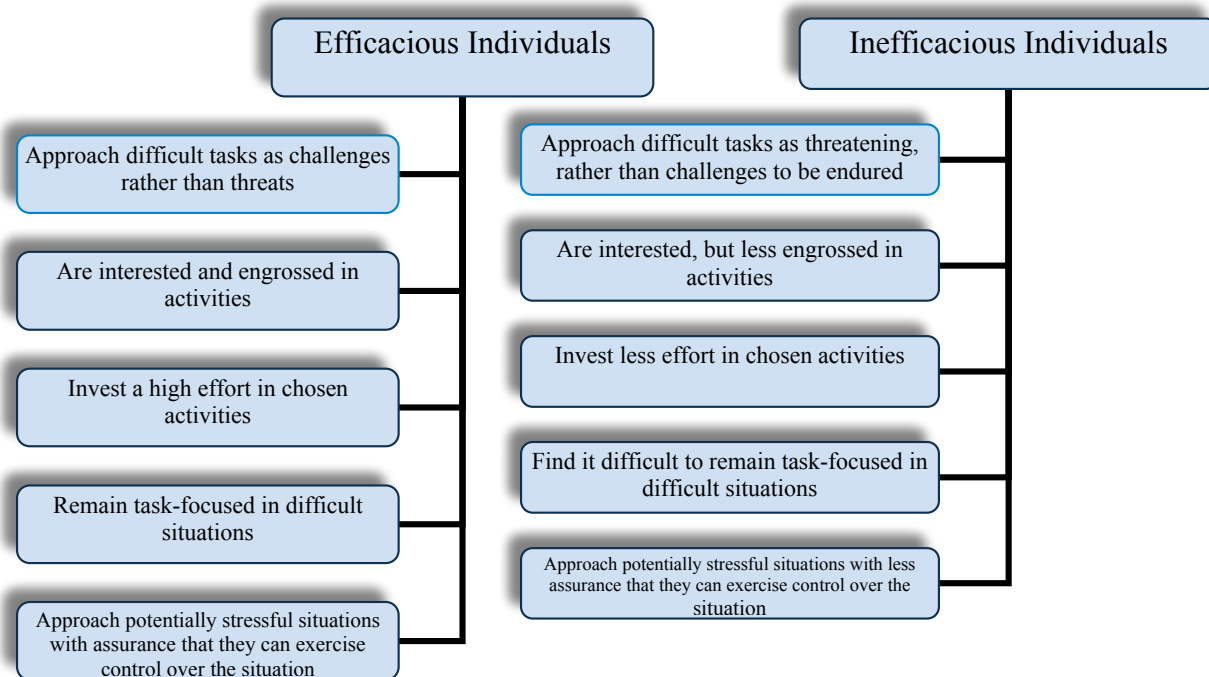 Efficacious Individuals
Approach difficult tasks as challenges
rather than threats
Are interested and engrossed in
activities
Invest a high effort in chosen
activities
Remain task-focused in difficult
situations
Approach potentially stressful situations
with assurance that they can exercise
control over the situation
Inefficacious Individuals
Approach difficult tasks as threatening,
rather than challenges to be endured
Are interested, but less engrossed in
activities
Invest less effort in chosen activities
Find it difficult to remain task-focused in
difficult situations
Approach potentially stressful situations with less
assurance that they can exercise control over the
situation